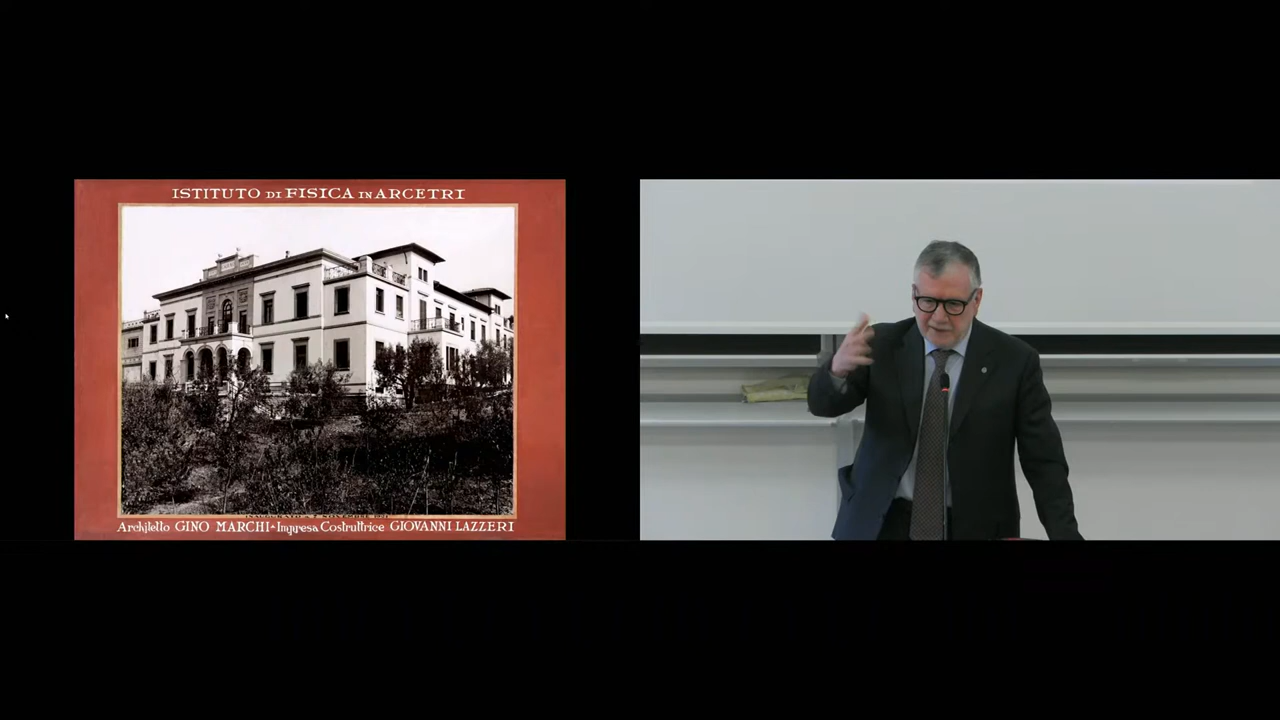 ISTITUTO DI FISICA IN ARCETRI
Architetto GINO MARCHI - Impresa Costruttrice GIOVANNI LAZZERI